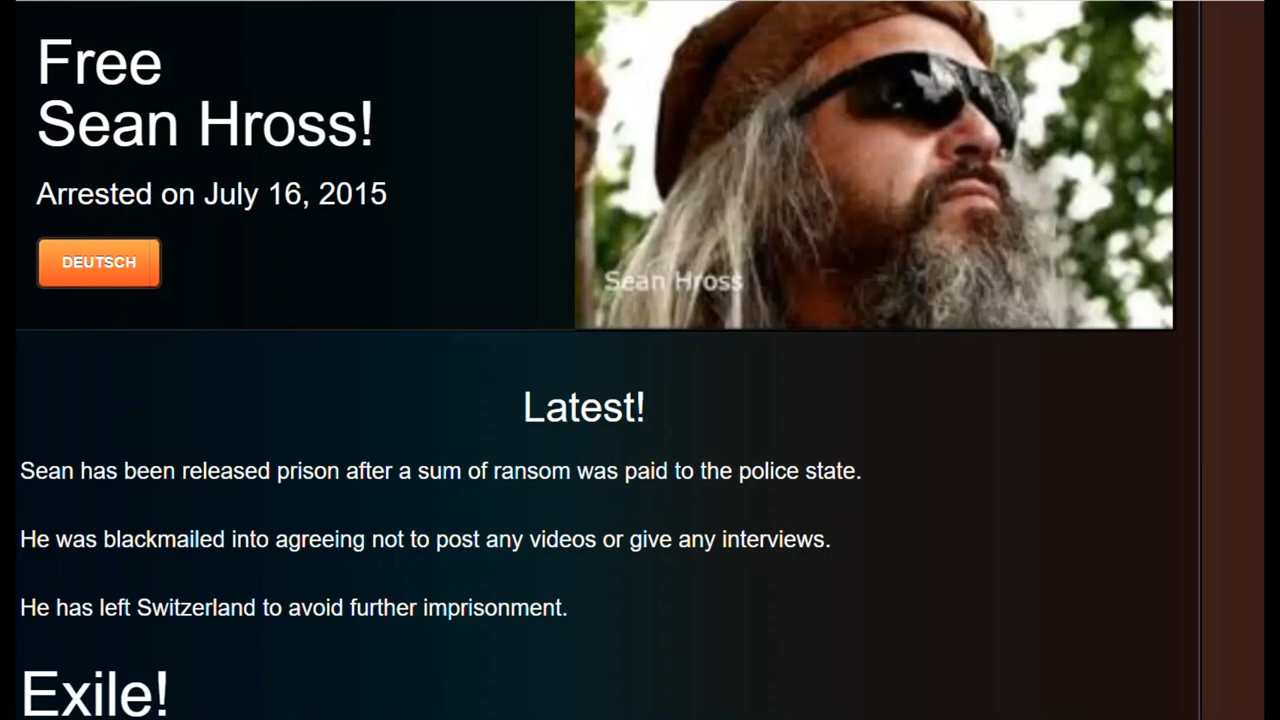 Free
Sean Hross!
Arrested on July 16, 2015
DEUTSCH
Sean Hross
Latest!
Sean has been released prison after a sum of ransom was paid to the police state.
He was blackmailed into agreeing not to post any videos or give any interviews.
He has left Switzerland to avoid further imprisonment.
Exile!